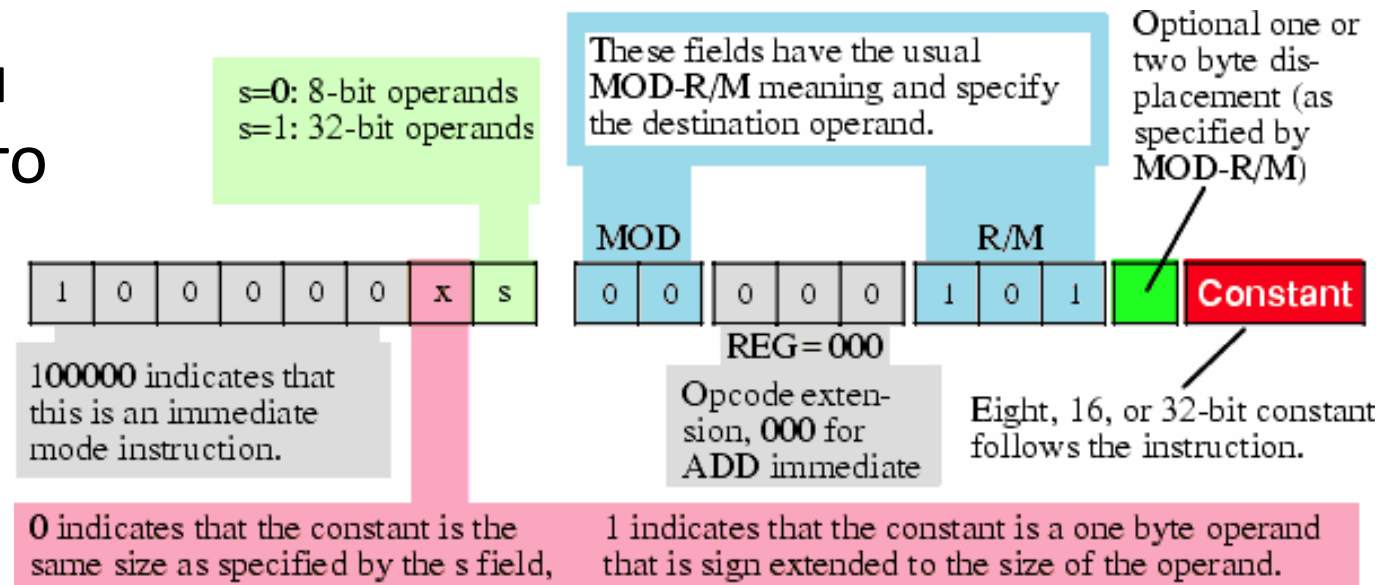 го
s=0: 8-bit operands
s=1: 32-bit operands
These fields have the usual
MOD-R/M meaning and specify
the destination operand.
Optional one or
two byte dis-
placement (as
specified by
MOD-R/M)
MOD
R/M
1 0 0 0 0 0 x s 0 0 0 0 0 1 0 1 Constant
REG=000
100000 indicates that
this is an immediate
mode instruction.
Opcode exten-
sion, 000 for
ADD immediate
Eight, 16, or 32-bit constant
follows the instruction.
0 indicates that the constant is the
same size as specified by the s field,
1 indicates that the constant is a one byte operand
that is sign extended to the size of the operand.